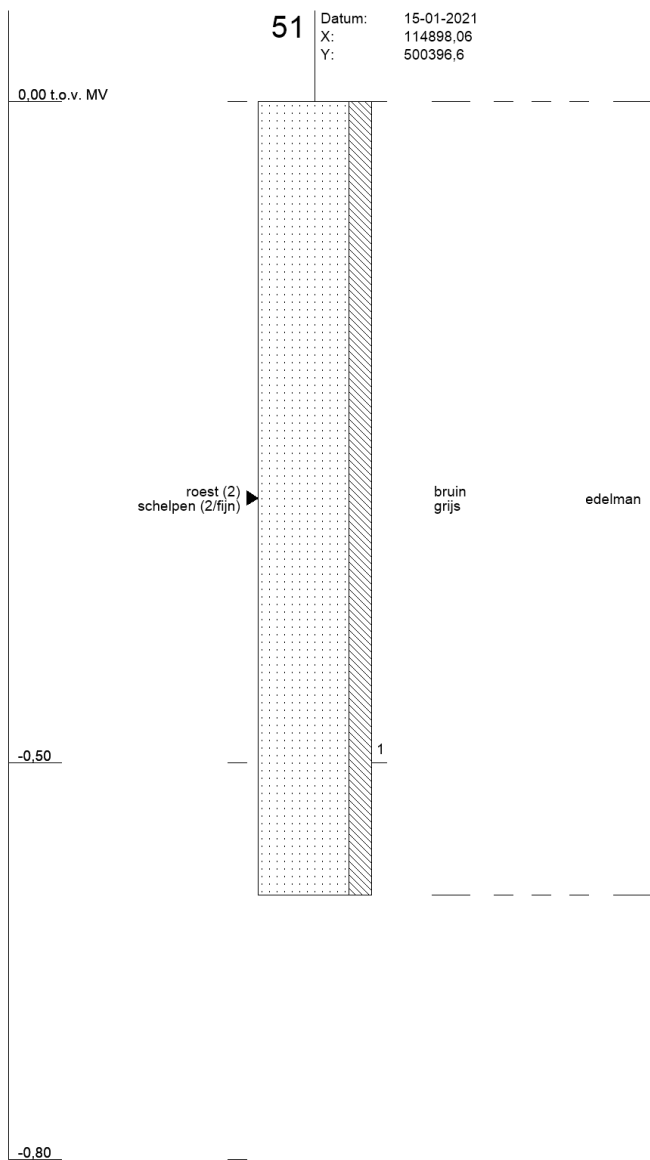 51
Datum: 15-01-2021
X: 114898,06
Y: 500396,6
0,00 t.o.v. MV
roest (2)
schelpen (2/fijn)
bruin
grijs
edelman
1
-0,50
-0,80